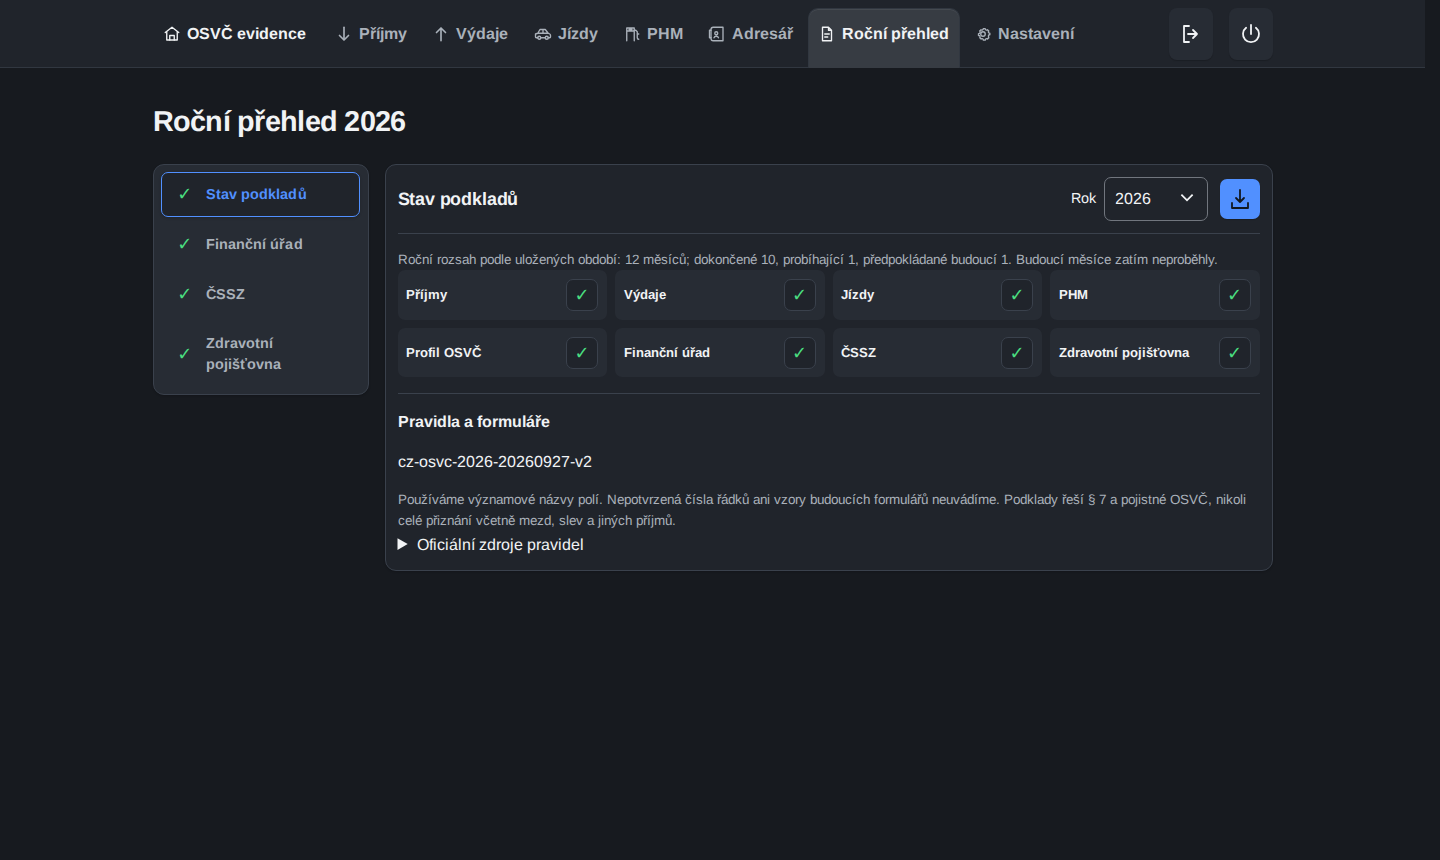 OSVČ evidence
Příjmy
Výdaje
Jízdy
PHM
Adresář
Roční přehled
Nastavení
Roční přehled 2026
✓ Stav podkladů
✓ Finanční úřad
✓ ČSSZ
✓ Zdravotní
pojišťovna
Stav podkladů
Rok 2026
Roční rozsah podle uložených období: 12 měsíců; dokončené 10, probíhající 1, předpokládané budoucí 1. Budoucí měsíce zatím neproběhly.
Příjmy ✓
Výdaje ✓
Jízdy ✓
PHM ✓
Profil OSVČ ✓
Finanční úřad ✓
ČSSZ ✓
Zdravotní pojišťovna ✓
Pravidla a formuláře
cz-osvc-2026-20260927-v2
Používáme významové názvy polí. Nepotvrzená čísla řádků ani vzory budoucích formulářů neuvádíme. Podklady řeší § 7 a pojistné OSVČ, nikoli
celé přiznání včetně mezd, slev a jiných příjmů.
Oficiální zdroje pravidel